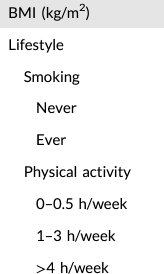 BMI (kg/m²)
Lifestyle
Smoking
Never
Ever
Physical activity
0–0.5 h/week
1–3 h/week
>4 h/week